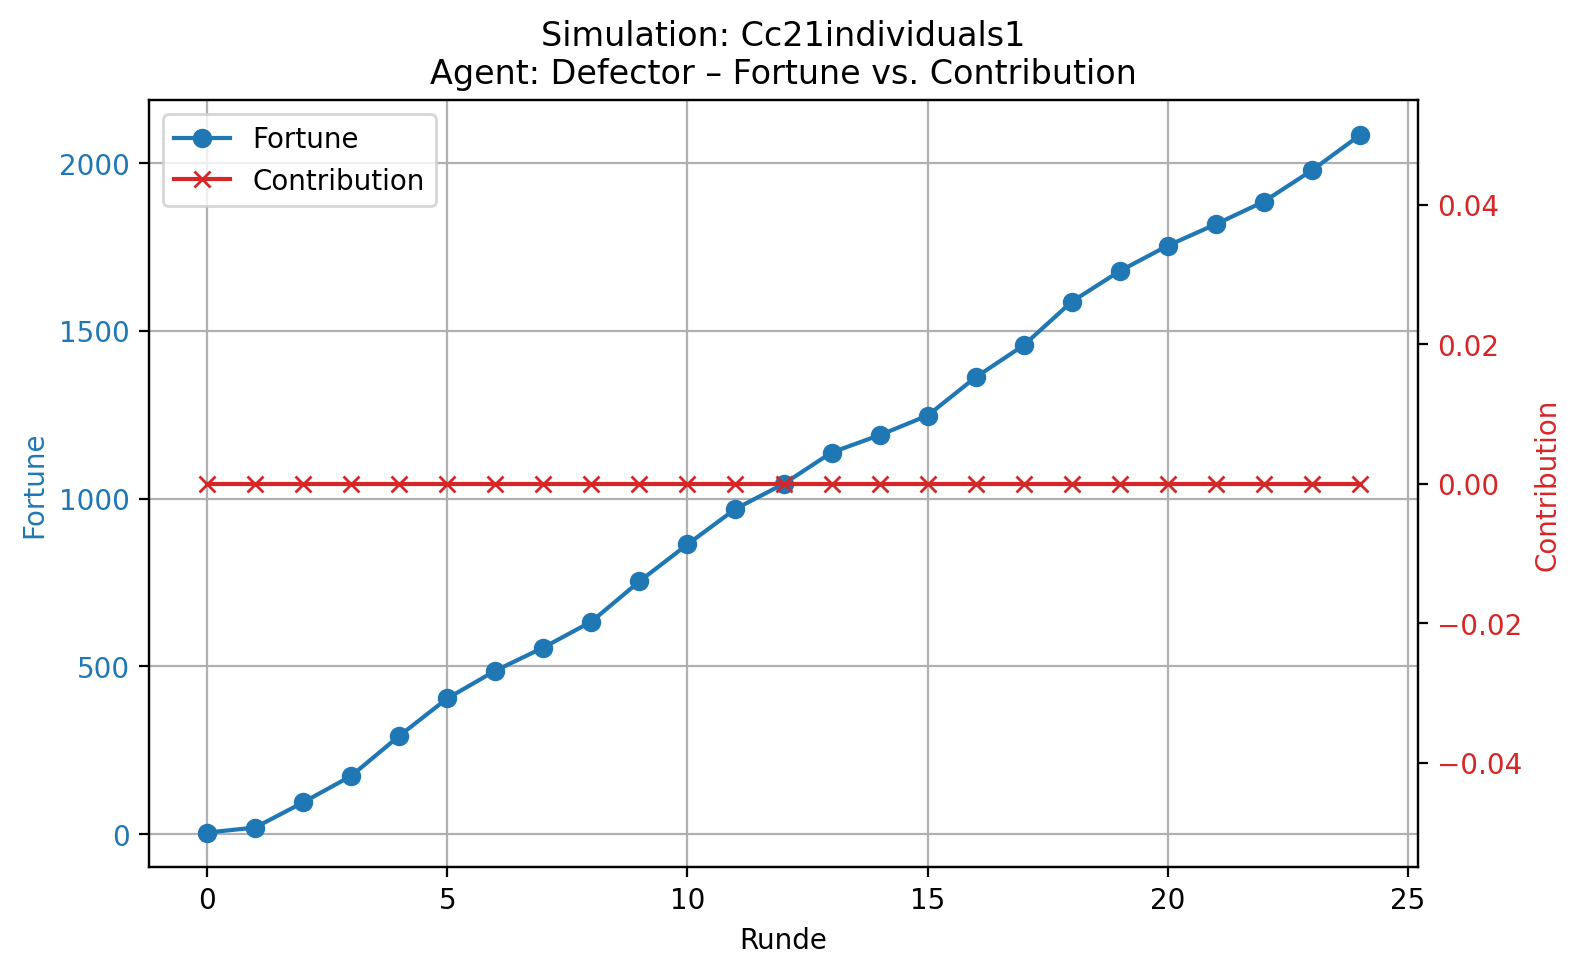 Simulation: Cc21individuals1
Agent: Defector – Fortune vs. Contribution
Fortune
Contribution
2000
1500
1000
500
0
Fortune
0.04
0.02
0.00
−0.02
−0.04
Contribution
0 5 10 15 20 25
Runde